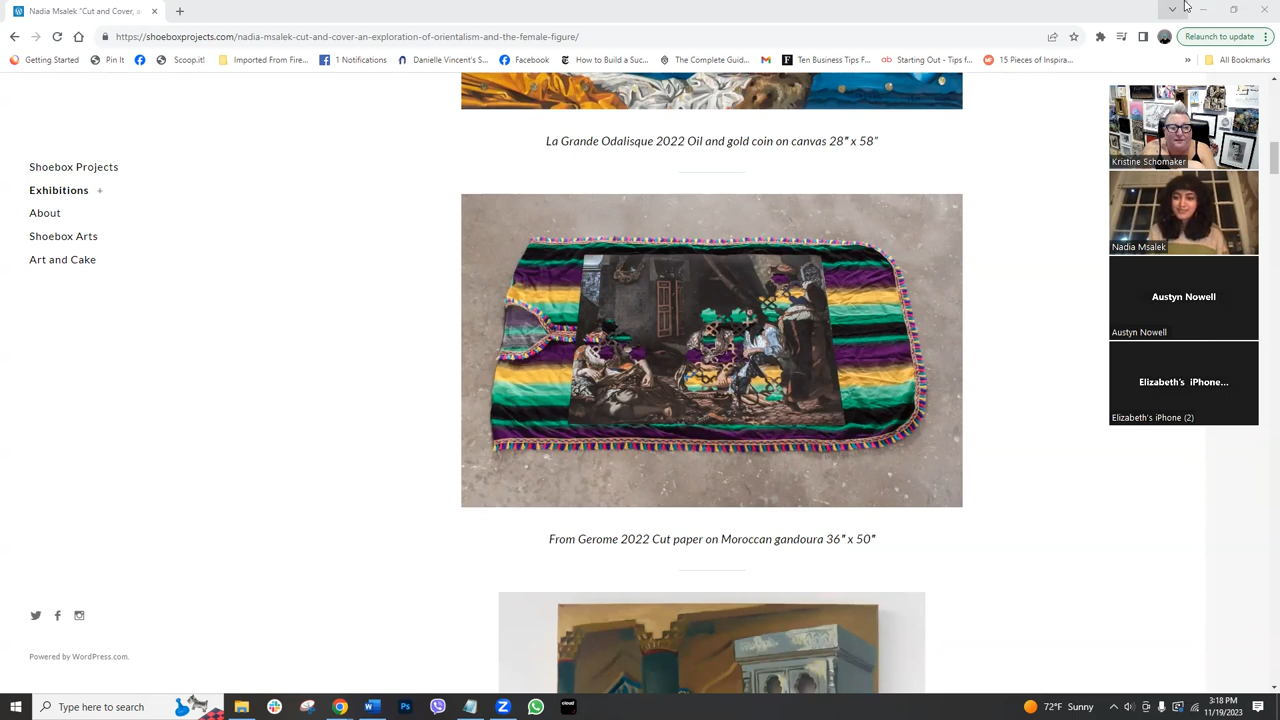 Nadia Msalek "Cut and Cover, a
https://shoeboxprojects.com/nadia-msalek-cut-and-cover-an-exploration-of-orientalism-and-the-female-figure/
Relaunch to update
Getting Started
Pin It
Scoop.it!
Imported From Fire...
1 Notifications
Danielle Vincent's S...
Facebook
How to Build a Suc...
The Complete Guid...
Ten Business Tips F...
ab Starting Out - Tips f...
15 Pieces of Inspira...
»
All Bookmarks
Shoebox Projects
Exhibitions +
About
Shoebox Arts
Art and Cake
La Grande Odalisque 2022 Oil and gold coin on canvas 28" x 58"
From Gerome 2022 Cut paper on Moroccan gandoura 36" x 50"
Kristine Schomaker
Nadia Msalek
Austyn Nowell
Austyn Nowell
Elizabeth's iPhone...
Elizabeth's iPhone (2)
Powered by WordPress.com.
Type here to search
cloud
72°F Sunny
3:18 PM
11/19/2023